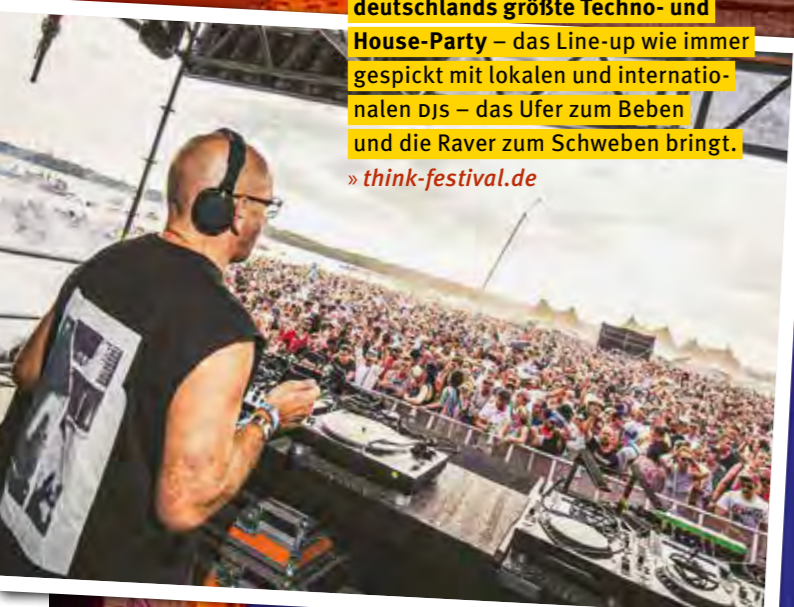 deutschlands größte Techno- und
House-Party – das Line-up wie immer
gespickt mit lokalen und internatio-
nalen DJs – das Ufer zum Beben
und die Raver zum Schweben bringt.
» think-festival.de